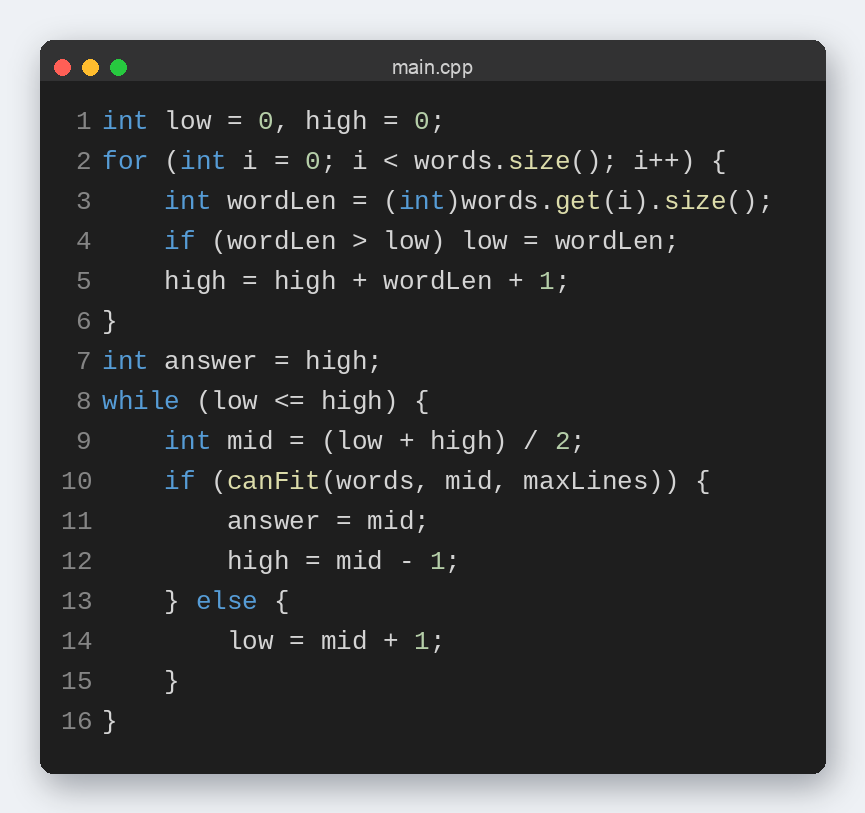 main.cpp
1 int low = 0, high = 0;
2 for (int i = 0; i < words.size(); i++) {
3     int wordLen = (int)words.get(i).size();
4     if (wordLen > low) low = wordLen;
5     high = high + wordLen + 1;
6 }
7 int answer = high;
8 while (low <= high) {
9     int mid = (low + high) / 2;
10     if (canFit(words, mid, maxLines)) {
11         answer = mid;
12         high = mid - 1;
13     } else {
14         low = mid + 1;
15     }
16 }